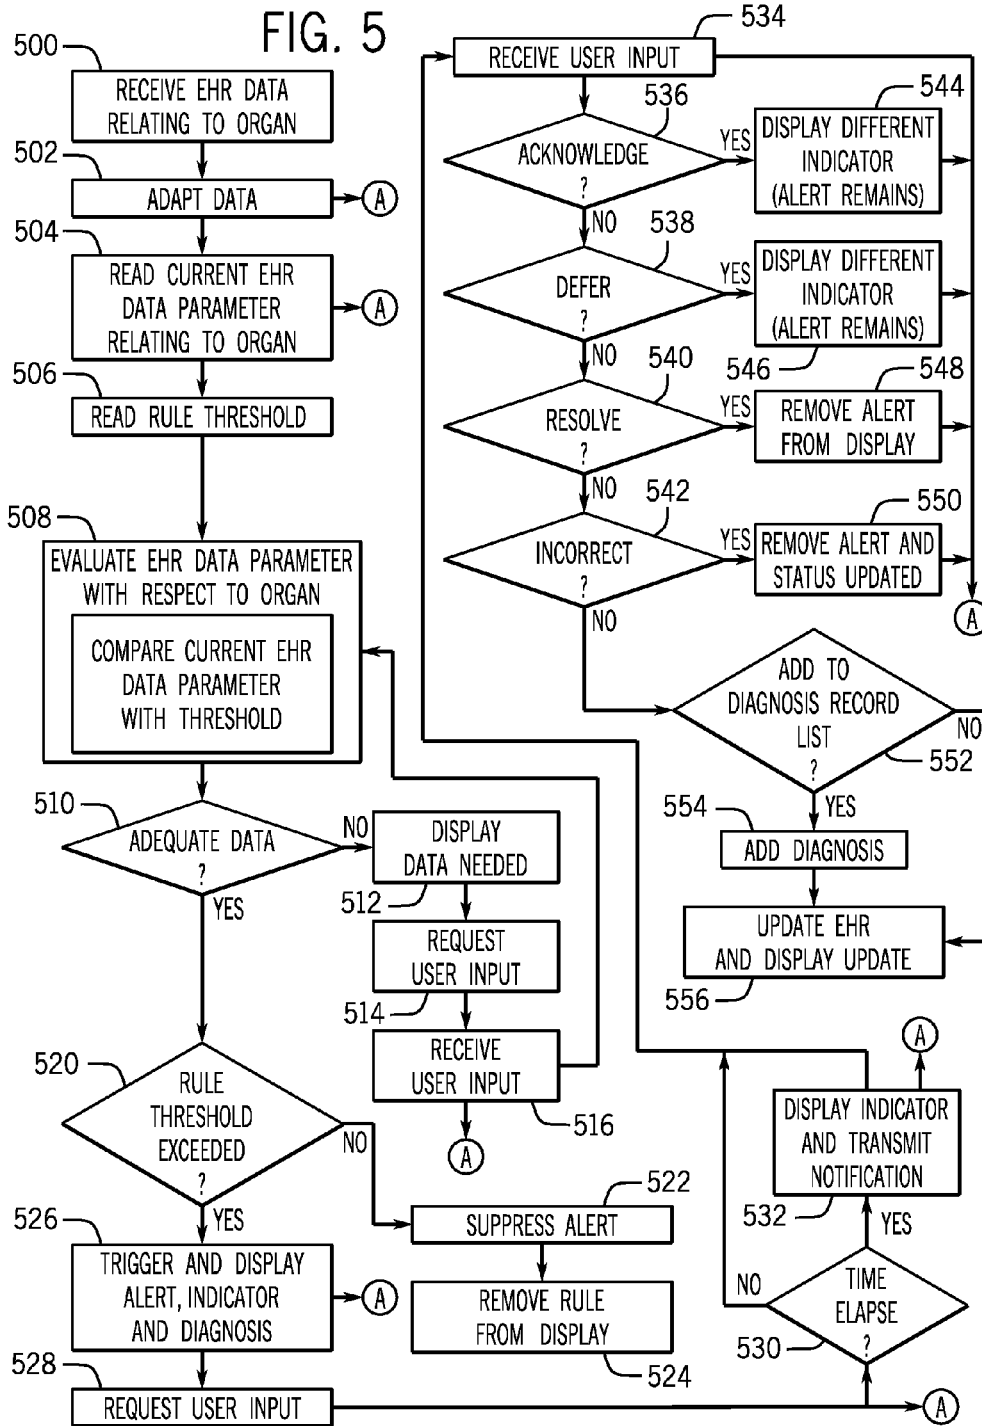 FIG. 5
500
RECEIVE EHR DATA
RELATING TO ORGAN
502
ADAPT DATA
A
504
READ CURRENT EHR
DATA PARAMETER
RELATING TO ORGAN
A
506
READ RULE THRESHOLD
508
EVALUATE EHR DATA PARAMETER
WITH RESPECT TO ORGAN
COMPARE CURRENT EHR
DATA PARAMETER
WITH THRESHOLD
510
ADEQUATE DATA
?
NO
YES
DISPLAY
DATA NEEDED
512
REQUEST
USER INPUT
514
RECEIVE
USER INPUT
516
A
520
RULE
THRESHOLD
EXCEEDED
?
NO
YES
522
SUPPRESS ALERT
REMOVE RULE
FROM DISPLAY
524
526
TRIGGER AND DISPLAY
ALERT, INDICATOR
AND DIAGNOSIS
A
528
REQUEST USER INPUT
A
530
TIME
ELAPSE
?
NO
YES
532
DISPLAY INDICATOR
AND TRANSMIT
NOTIFICATION
A
534
RECEIVE USER INPUT
536
ACKNOWLEDGE
?
YES
NO
544
DISPLAY DIFFERENT
INDICATOR
(ALERT REMAINS)
538
DEFER
?
YES
NO
DISPLAY DIFFERENT
INDICATOR
(ALERT REMAINS)
546
540
RESOLVE
?
YES
NO
548
REMOVE ALERT
FROM DISPLAY
542
INCORRECT
?
YES
NO
550
REMOVE ALERT AND
STATUS UPDATED
A
ADD TO
DIAGNOSIS RECORD
LIST
?
NO
552
YES
554
ADD DIAGNOSIS
UPDATE EHR
AND DISPLAY UPDATE
556